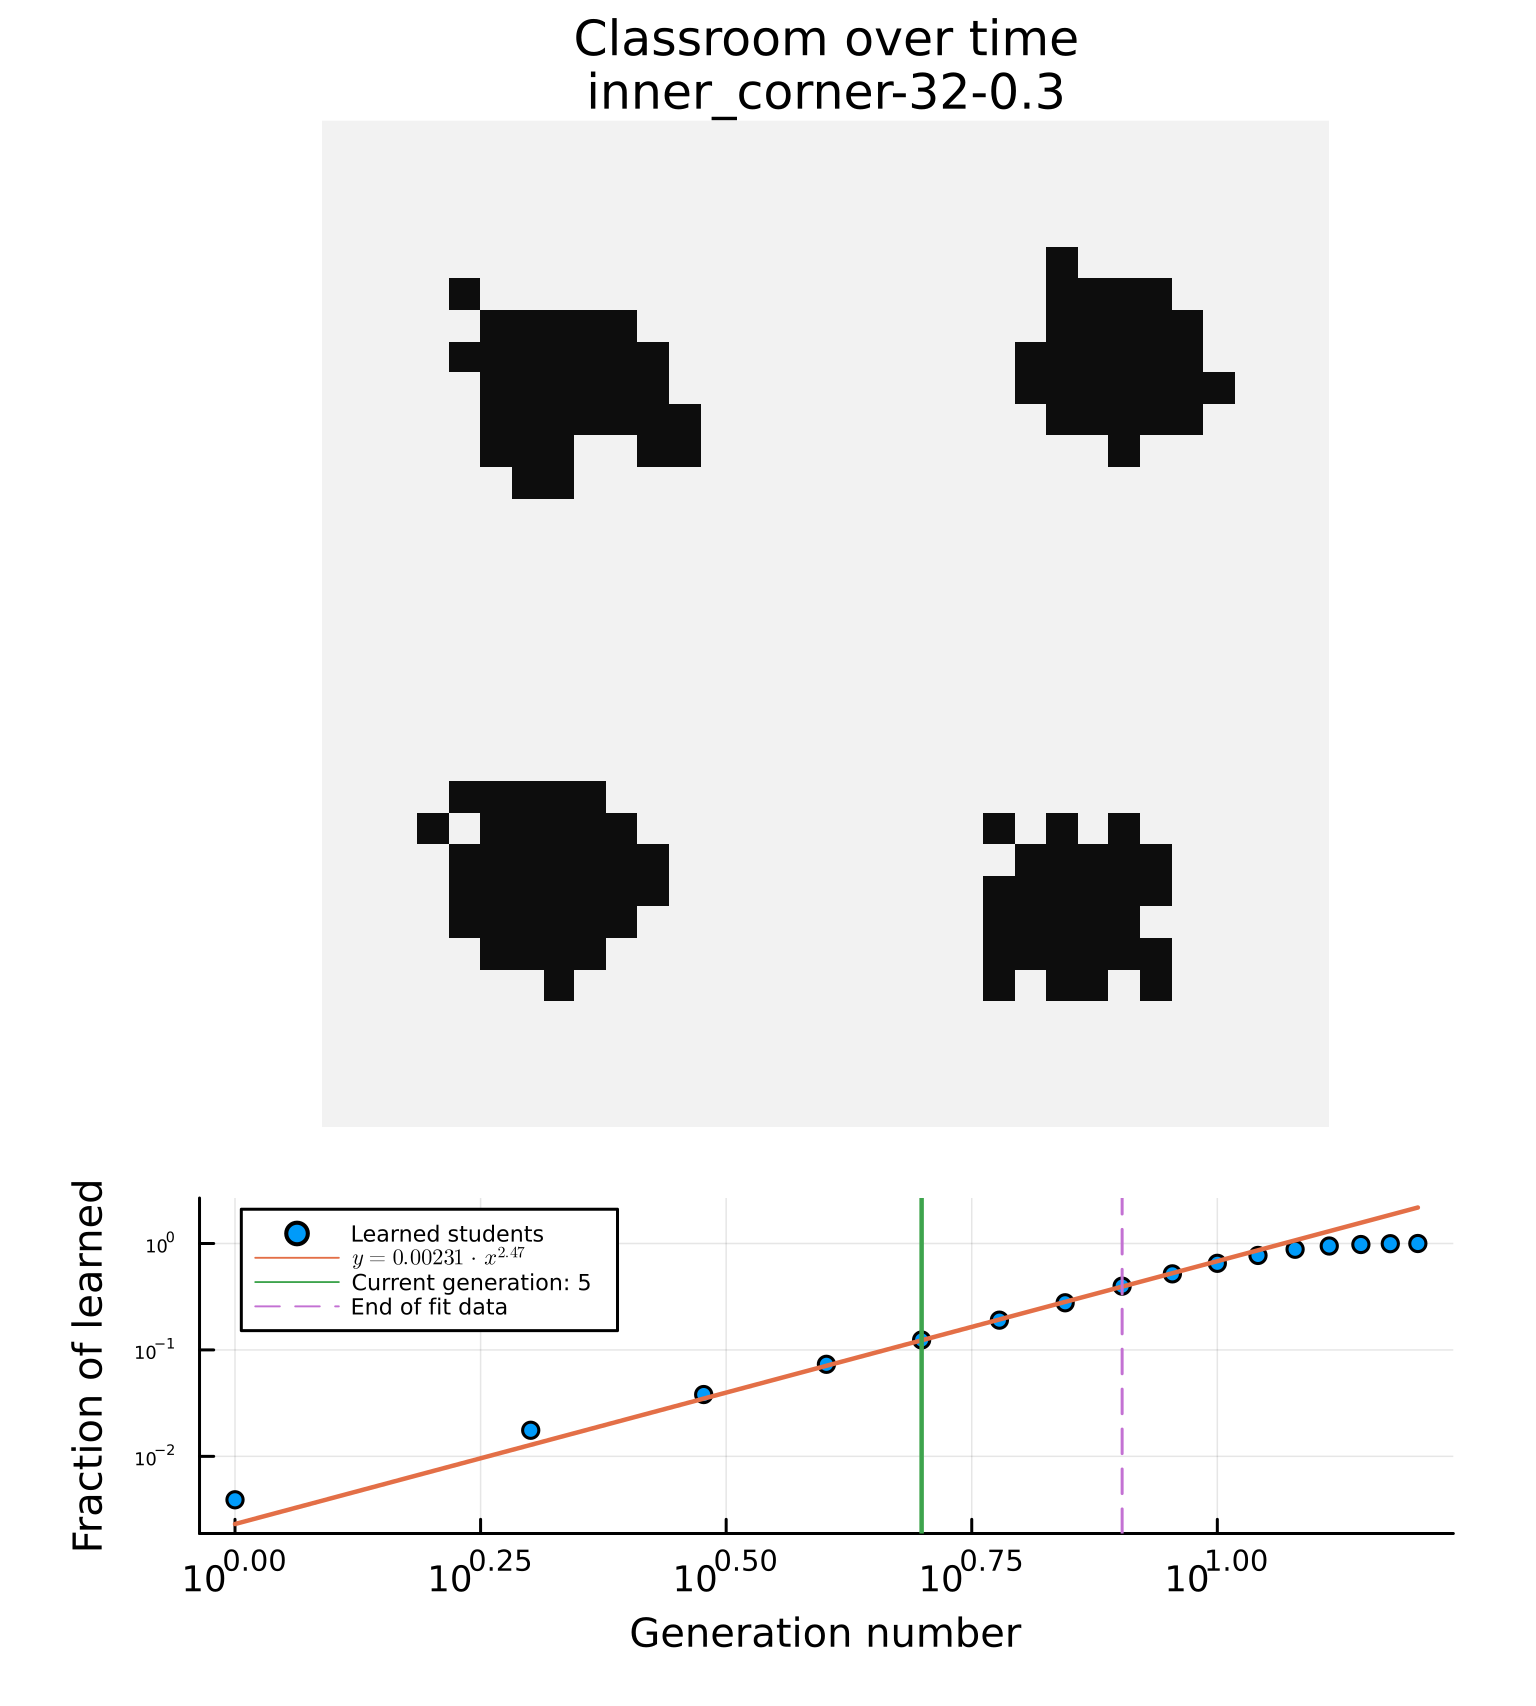 Classroom over time
inner_corner-32-0.3
Fraction of learned
10⁰
10⁻¹
10⁻²
Learned students
y = 0.00231 · x^2.47
Current generation: 5
End of fit data
10^0.00 10^0.25 10^0.50 10^0.75 10^1.00
Generation number